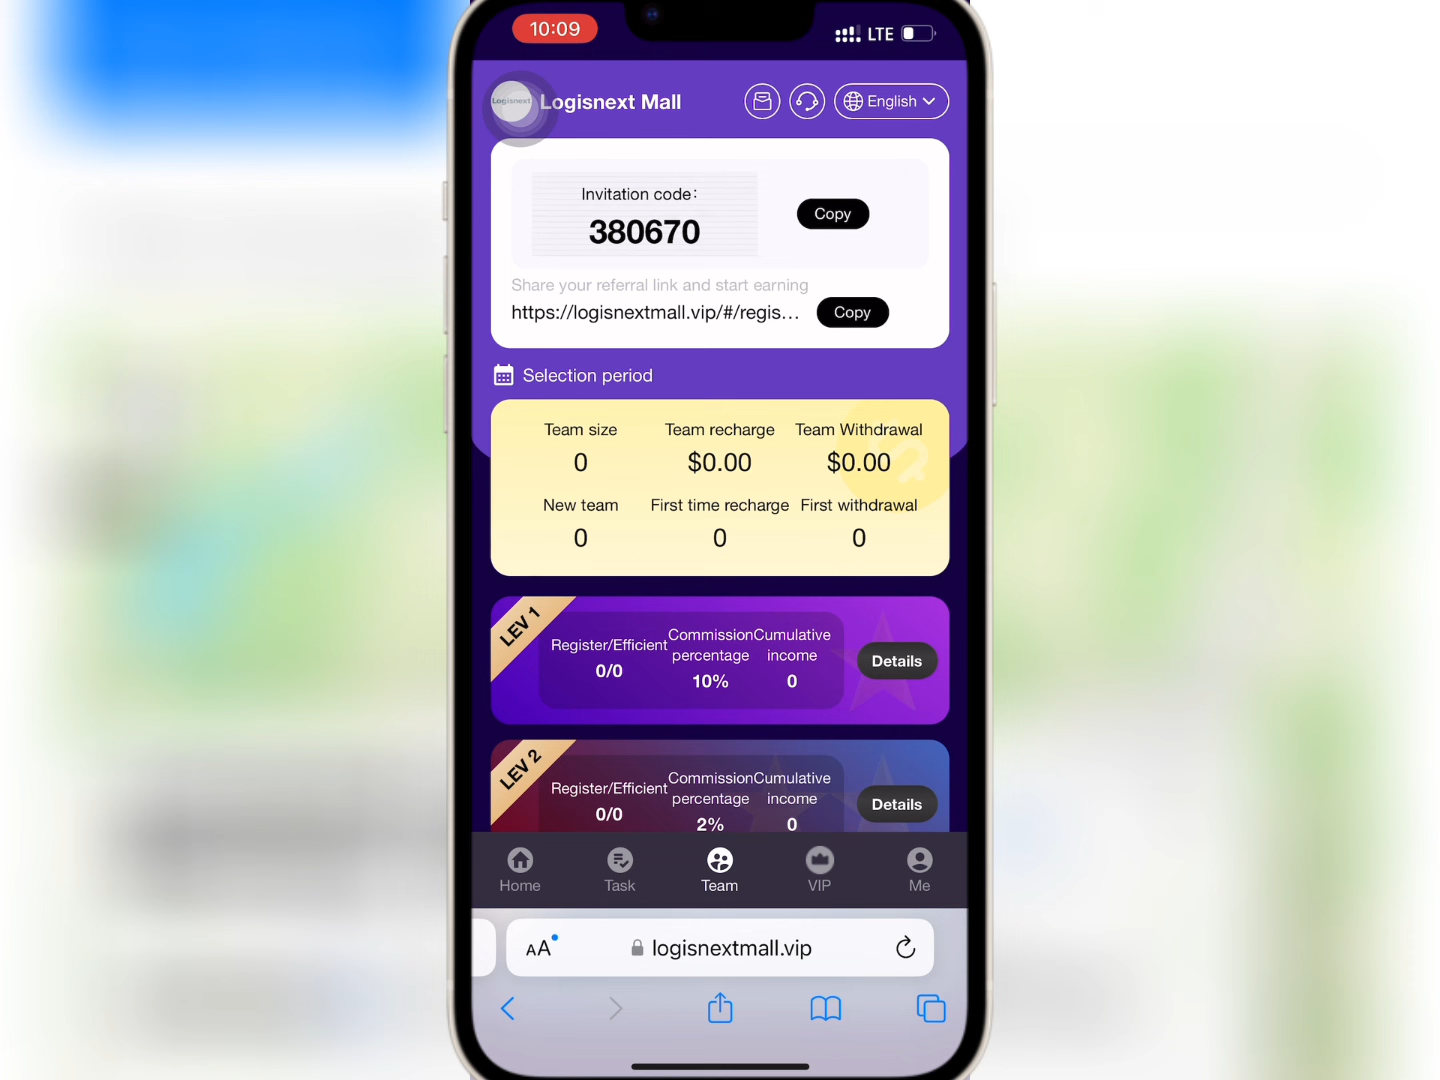 10:09
LTE
Logisnext
Logisnext Mall
English
Invitation code:
380670
Copy
Share your referral link and start earning
https://logisnextmall.vip/#/regis...
Copy
Selection period
Team size
Team recharge
Team Withdrawal
0
$0.00
$0.00
New team
First time recharge
First withdrawal
0
0
0
LEV 1
Register/Efficient
0/0
Commission percentage
10%
Cumulative income
0
Details
LEV 2
Register/Efficient
0/0
Commission percentage
2%
Cumulative income
0
Details
Home
Task
Team
VIP
Me
AA
logisnextmall.vip